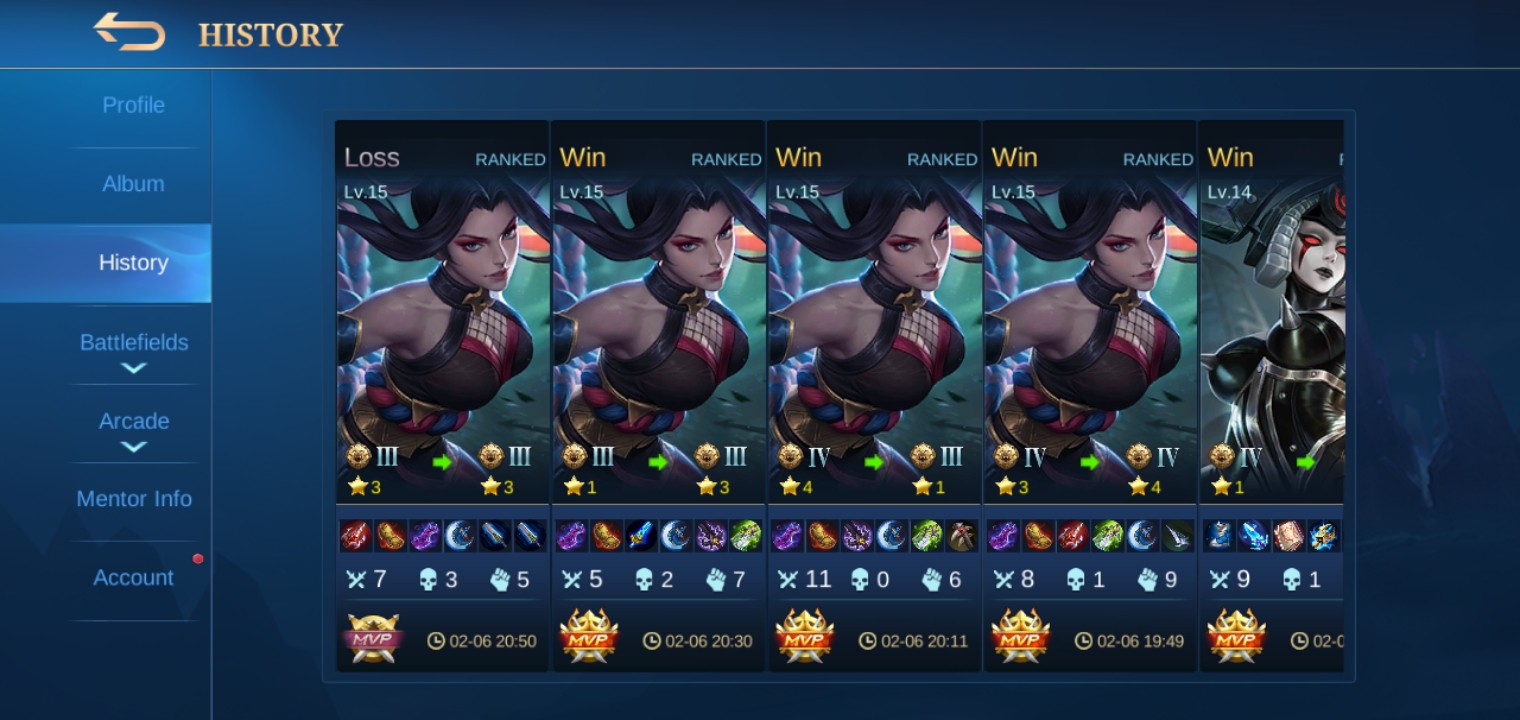 HISTORY
Profile
Album
History
Battlefields
Arcade
Mentor Info
Account
Loss RANKED
Lv.15
III III
3 3
7 3 5
MVP 02-06 20:50
Win RANKED
Lv.15
III III
1 3
5 2 7
MVP 02-06 20:30
Win RANKED
Lv.15
IV III
4 1
11 0 6
MVP 02-06 20:11
Win RANKED
Lv.15
IV IV
3 4
8 1 9
MVP 02-06 19:49
Win
Lv.14
IV
1
9 1
MVP 02-0